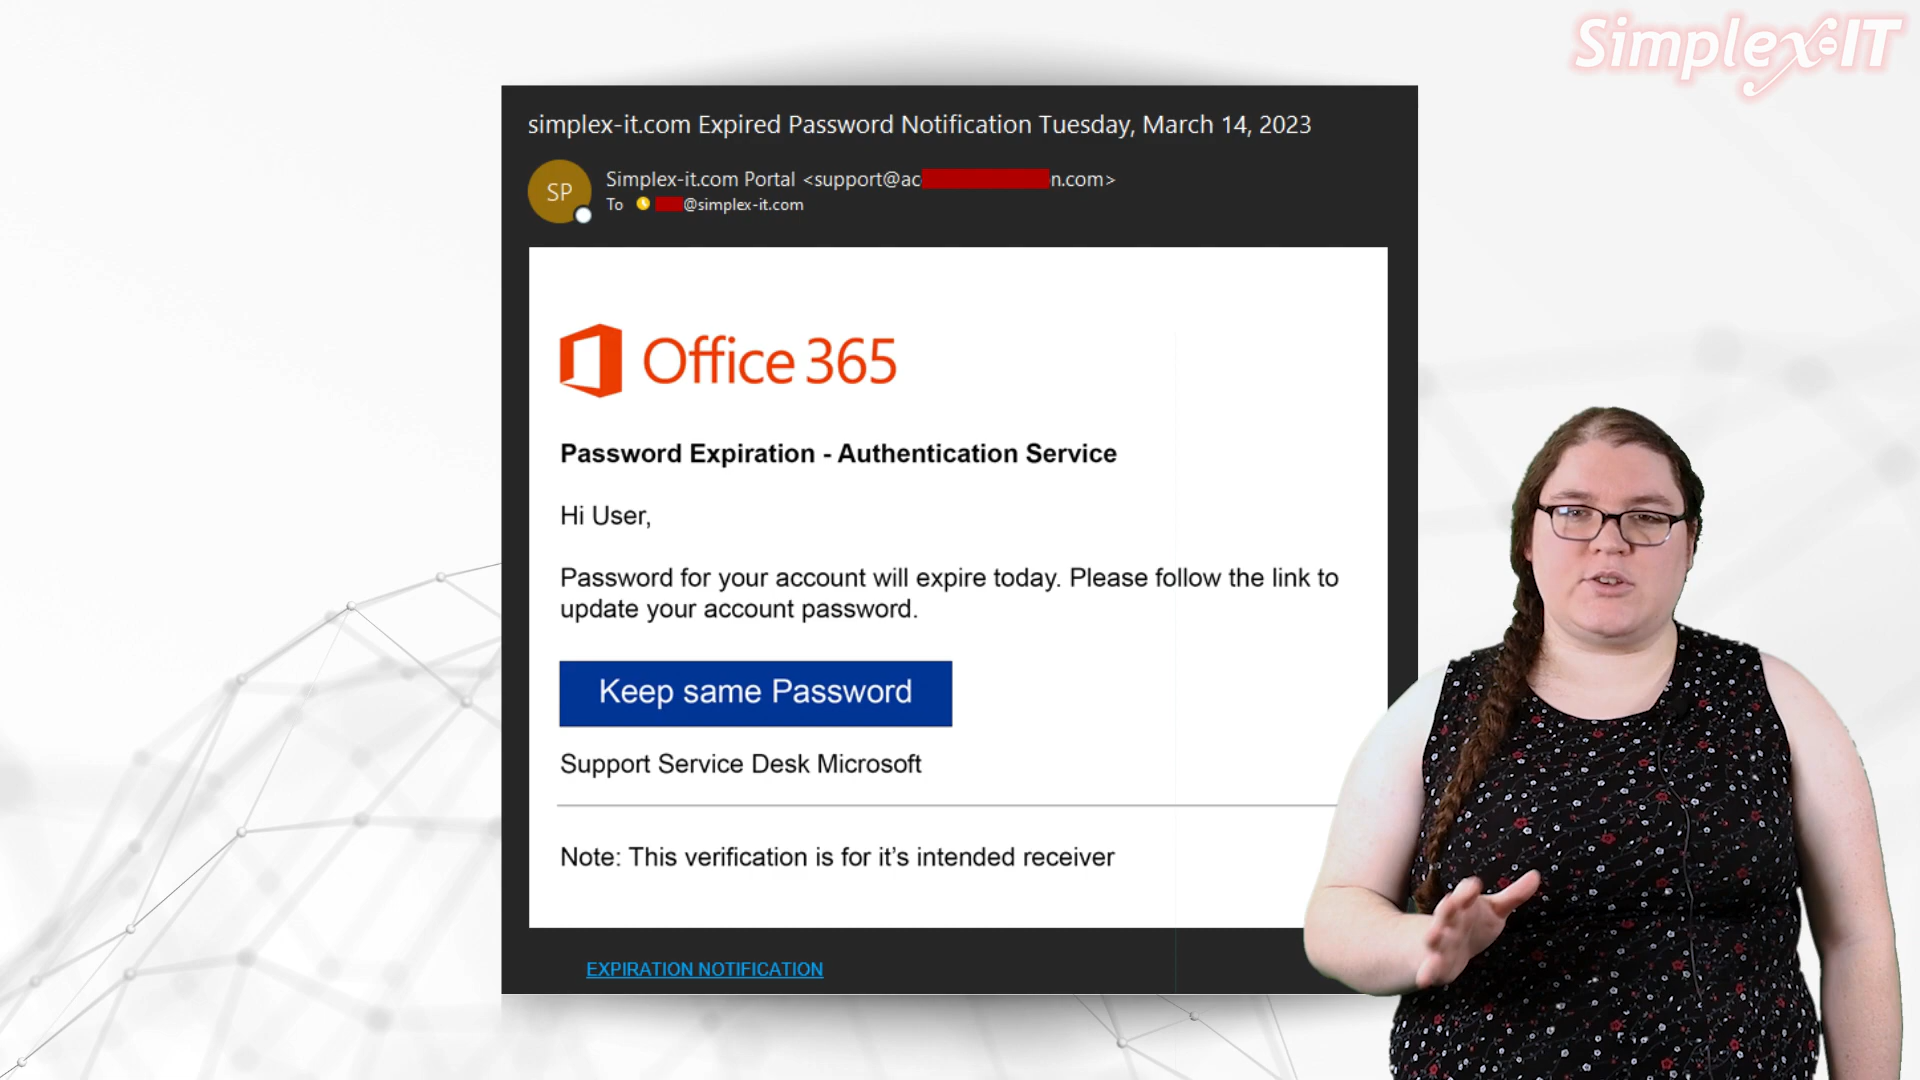 Simplex-IT
simplex-it.com Expired Password Notification Tuesday, March 14, 2023
SP
Simplex-it.com Portal <support@ac n.com>
To @simplex-it.com
Office 365
Password Expiration - Authentication Service
Hi User,
Password for your account will expire today. Please follow the link to
update your account password.
Keep same Password
Support Service Desk Microsoft
Note: This verification is for it’s intended receiver
EXPIRATION NOTIFICATION